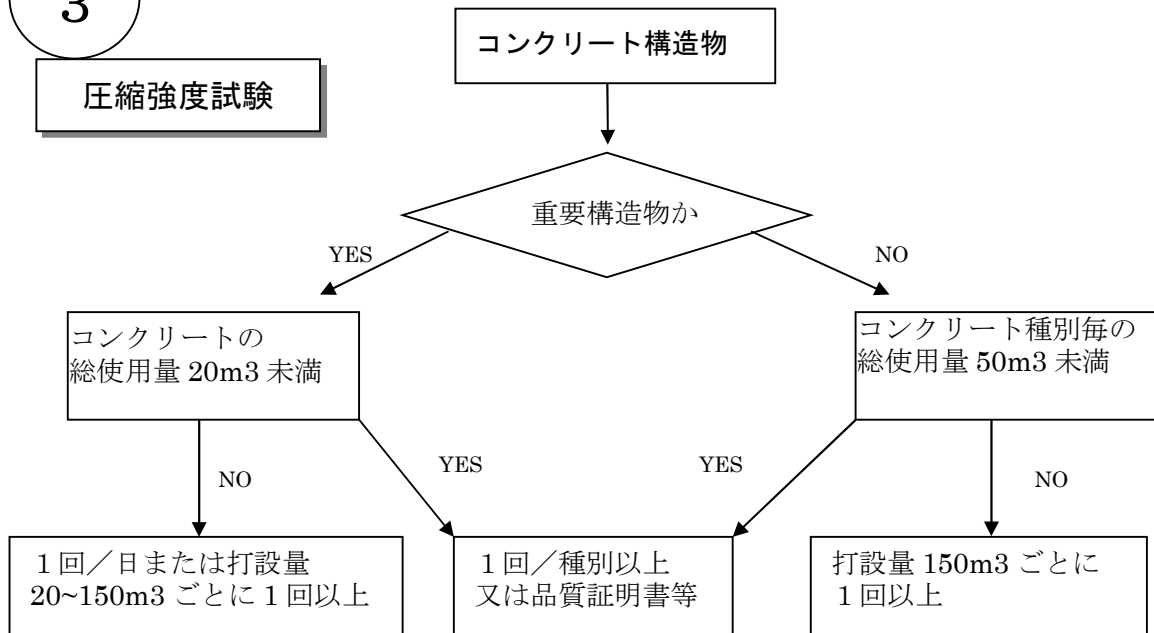 3
圧縮強度試験
コンクリート構造物
重要構造物か
YES
NO
コンクリートの
総使用量 20m3 未満
コンクリート種別毎の
総使用量 50m3 未満
NO
YES
YES
NO
1回／日または打設量
20~150m3 ごとに1回以上
1回／種別以上
又は品質証明書等
打設量 150m3 ごとに
1回以上